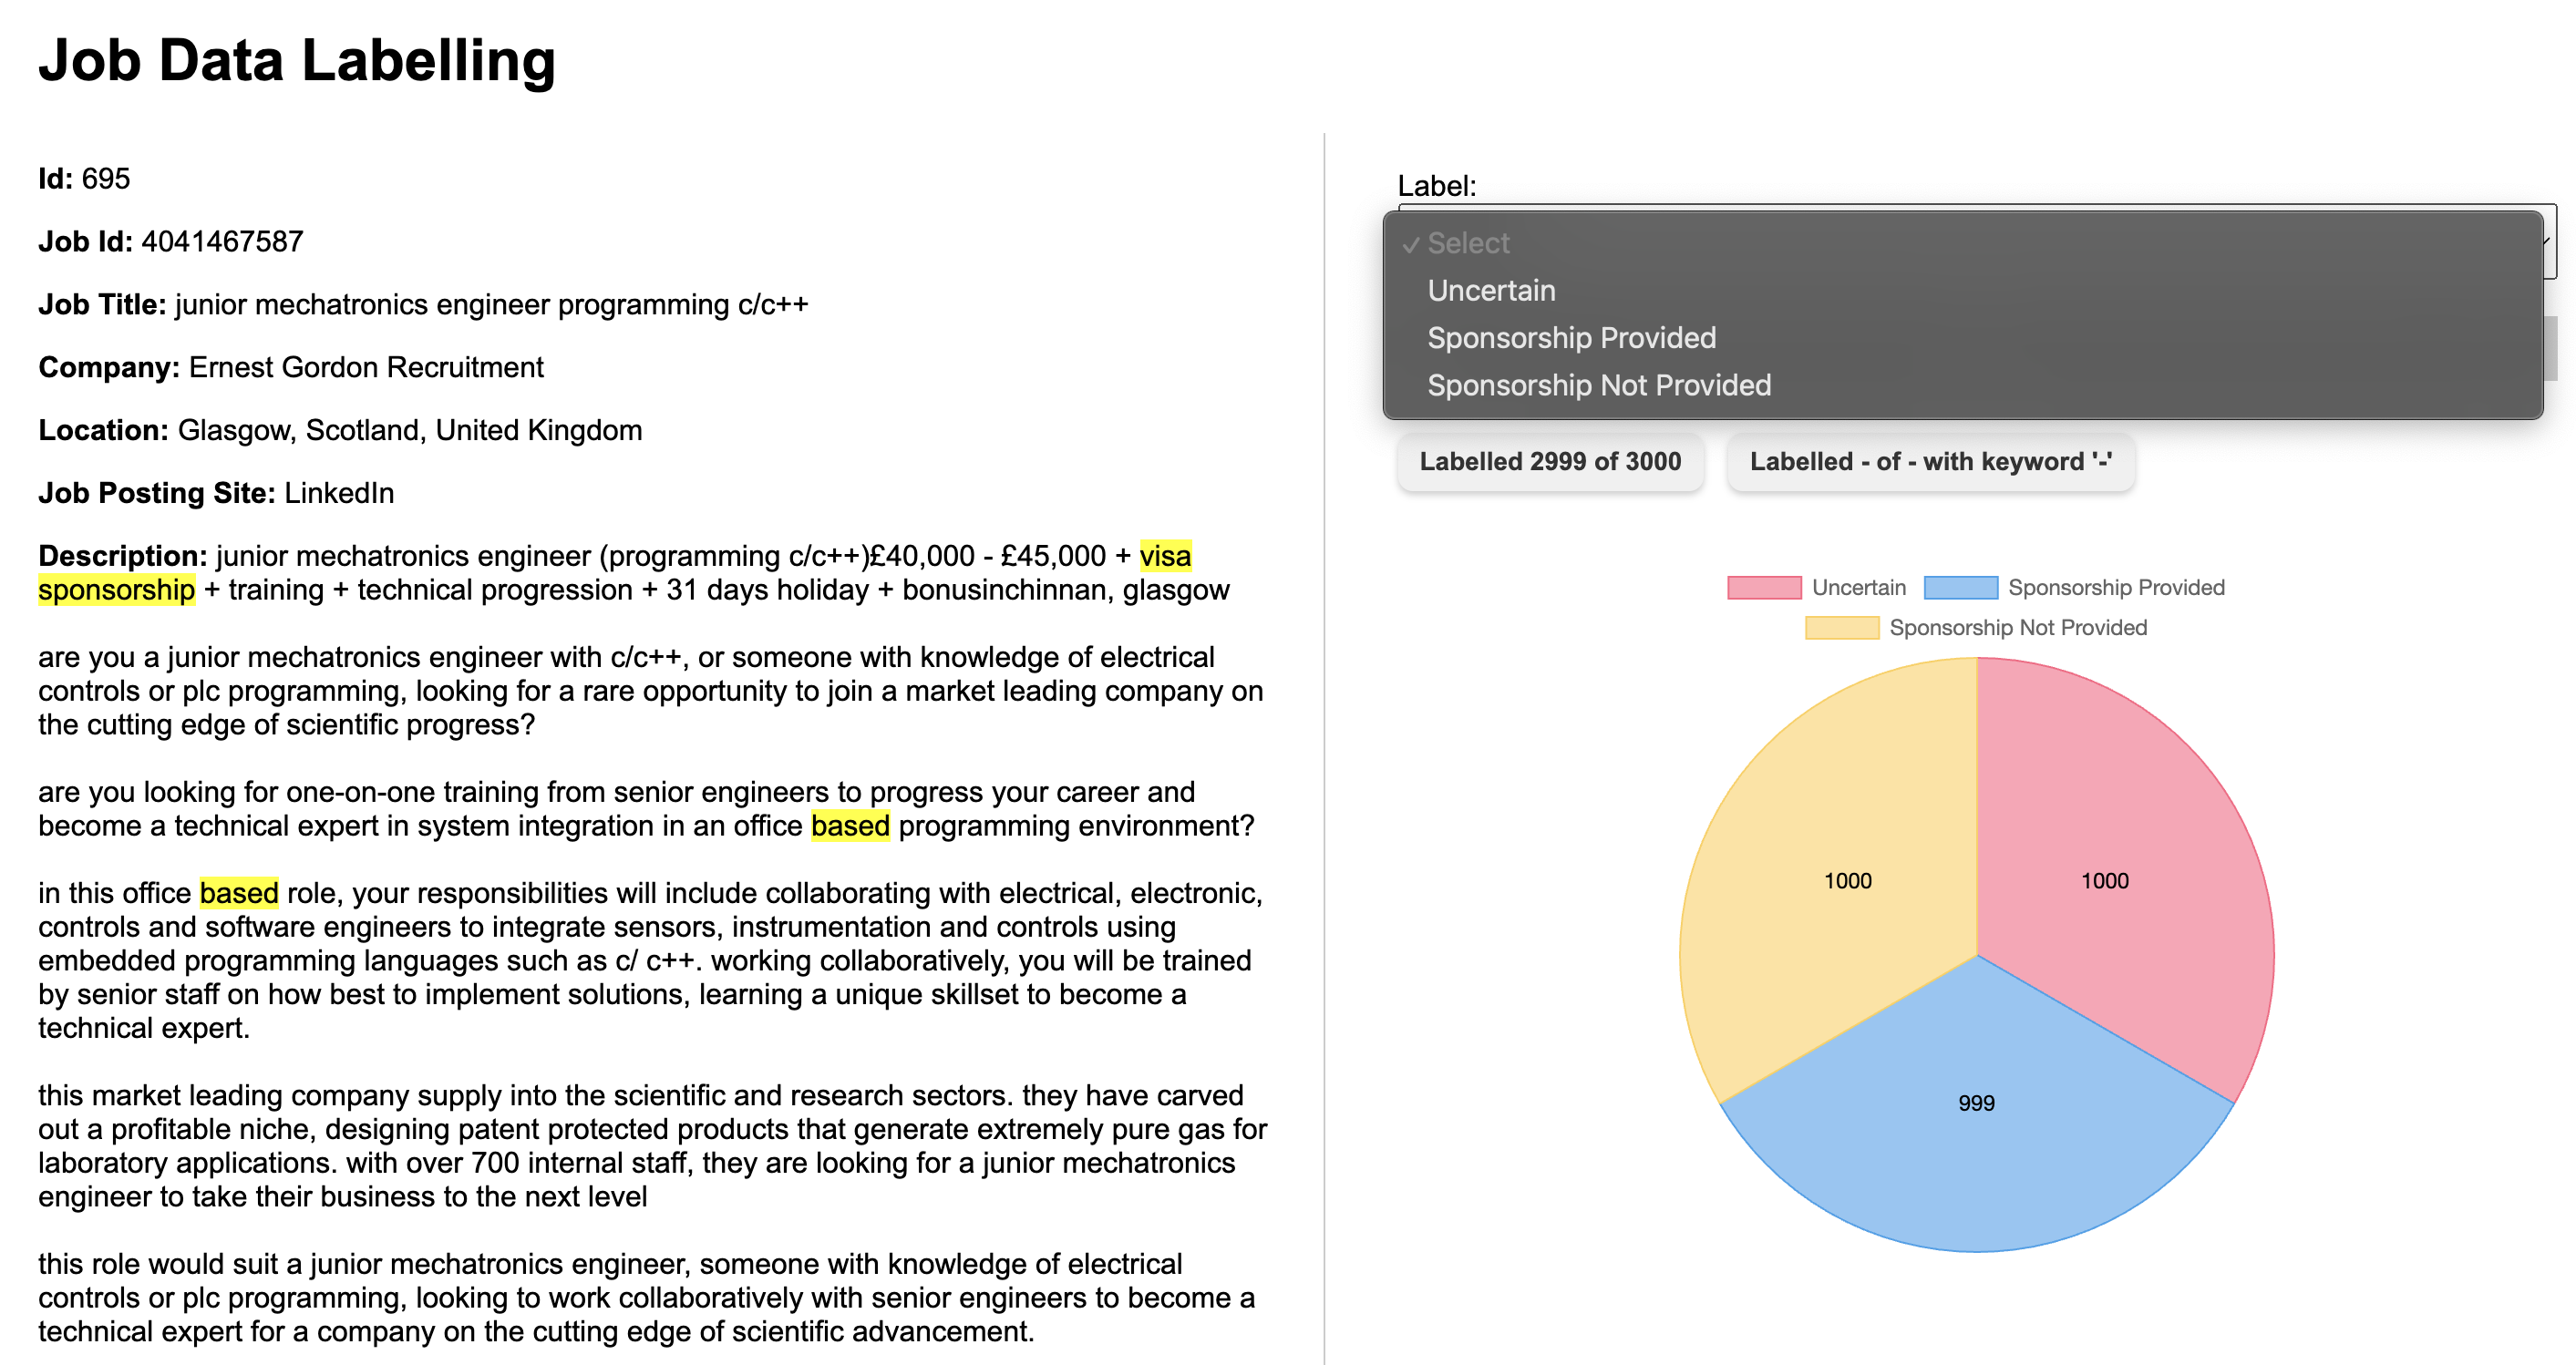 Job Data Labelling
Id: 695
Job Id: 4041467587
Job Title: junior mechatronics engineer programming c/c++
Company: Ernest Gordon Recruitment
Location: Glasgow, Scotland, United Kingdom
Job Posting Site: LinkedIn
Description: junior mechatronics engineer (programming c/c++)£40,000 - £45,000 + visa
sponsorship + training + technical progression + 31 days holiday + bonusinchinnan, glasgow
are you a junior mechatronics engineer with c/c++, or someone with knowledge of electrical
controls or plc programming, looking for a rare opportunity to join a market leading company on
the cutting edge of scientific progress?
are you looking for one-on-one training from senior engineers to progress your career and
become a technical expert in system integration in an office based programming environment?
in this office based role, your responsibilities will include collaborating with electrical, electronic,
controls and software engineers to integrate sensors, instrumentation and controls using
embedded programming languages such as c/ c++. working collaboratively, you will be trained
by senior staff on how best to implement solutions, learning a unique skillset to become a
technical expert.
this market leading company supply into the scientific and research sectors. they have carved
out a profitable niche, designing patent protected products that generate extremely pure gas for
laboratory applications. with over 700 internal staff, they are looking for a junior mechatronics
engineer to take their business to the next level
this role would suit a junior mechatronics engineer, someone with knowledge of electrical
controls or plc programming, looking to work collaboratively with senior engineers to become a
technical expert for a company on the cutting edge of scientific advancement.
Label:
✓ Select
Uncertain
Sponsorship Provided
Sponsorship Not Provided
Labelled 2999 of 3000
Labelled - of - with keyword '-'
Uncertain
Sponsorship Provided
Sponsorship Not Provided
1000
1000
999